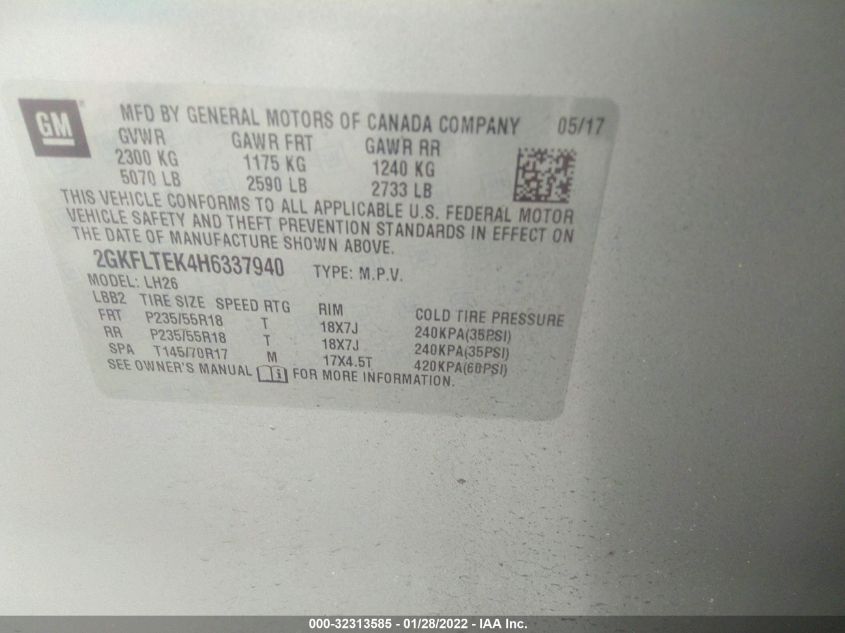 GM ® MFD BY GENERAL MOTORS OF CANADA COMPANY 05/17
GVWR GAWR FRT GAWR RR
2300 KG 1175 KG 1240 KG
5070 LB 2590 LB 2733 LB
THIS VEHICLE CONFORMS TO ALL APPLICABLE U.S. FEDERAL MOTOR
VEHICLE SAFETY AND THEFT PREVENTION STANDARDS IN EFFECT ON
THE DATE OF MANUFACTURE SHOWN ABOVE.
2GKFLTEK4H6337940 TYPE: M.P.V.
MODEL: LH26
LBB2 TIRE SIZE SPEED RTG RIM COLD TIRE PRESSURE
FRT P235/55R18 T 18X7J 240KPA(35PSI)
RR P235/55R18 T 18X7J 240KPA(35PSI)
SPA T145/70R17 M 17X4.5T 420KPA(60PSI)
SEE OWNER'S MANUAL FOR MORE INFORMATION.
000-32313585 - 01/28/2022 - IAA Inc.